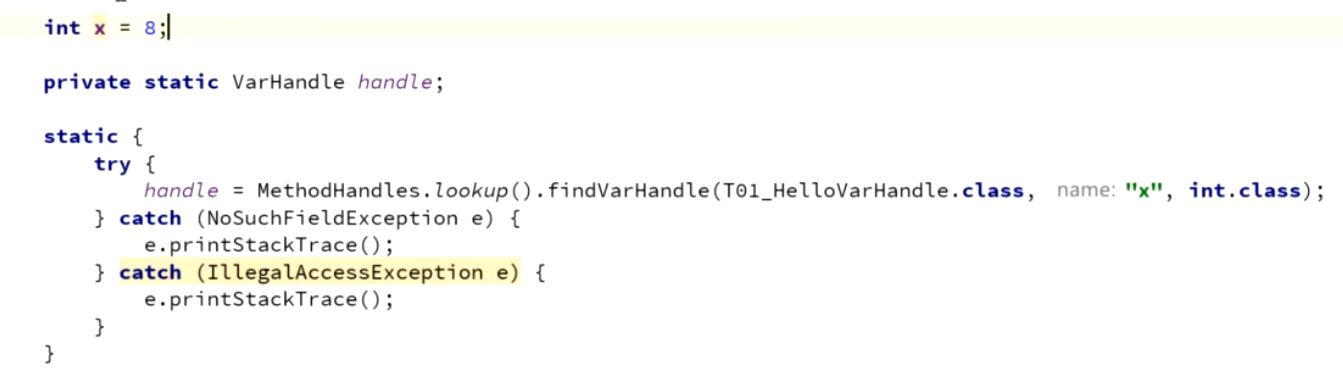 int x = 8;
private static VarHandle handle;
static {
try {
handle = MethodHandles.lookup().findVarHandle(T01_HelloVarHandle.class, name: "x", int.class);
} catch (NoSuchFieldException e) {
e.printStackTrace();
} catch (IllegalAccessException e) {
e.printStackTrace();
}
}